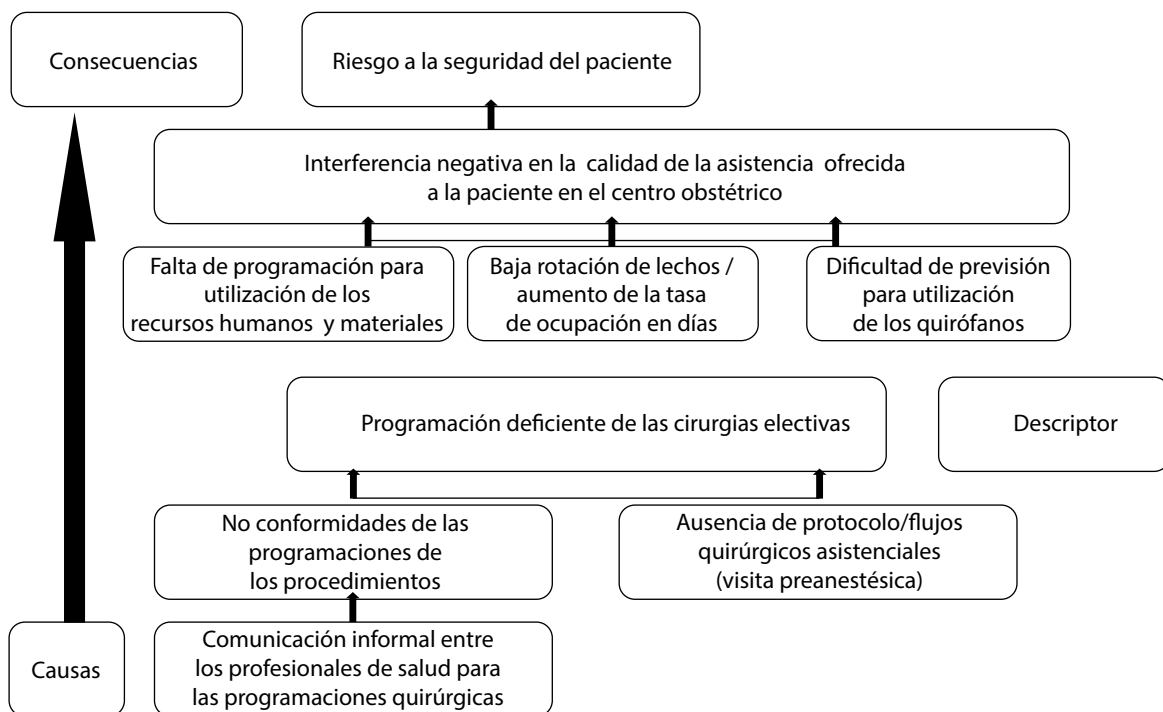 Consecuencias
Riesgo a la seguridad del paciente
Interferencia negativa en la calidad de la asistencia ofrecida
a la paciente en el centro obstétrico
Falta de programación para
utilización de los
recursos humanos y materiales
Baja rotación de lechos /
aumento de la tasa
de ocupación en días
Dificultad de previsión
para utilización
de los quirófanos
Programación deficiente de las cirurgias electivas
Descriptor
No conformidades de las
programaciones de
los procedimientos
Ausencia de protocolo/flujos
quirúrgicos asistenciales
(visita preanestésica)
Causas
Comunicación informal entre
los profesionales de salud para
las programaciones quirúrgicas